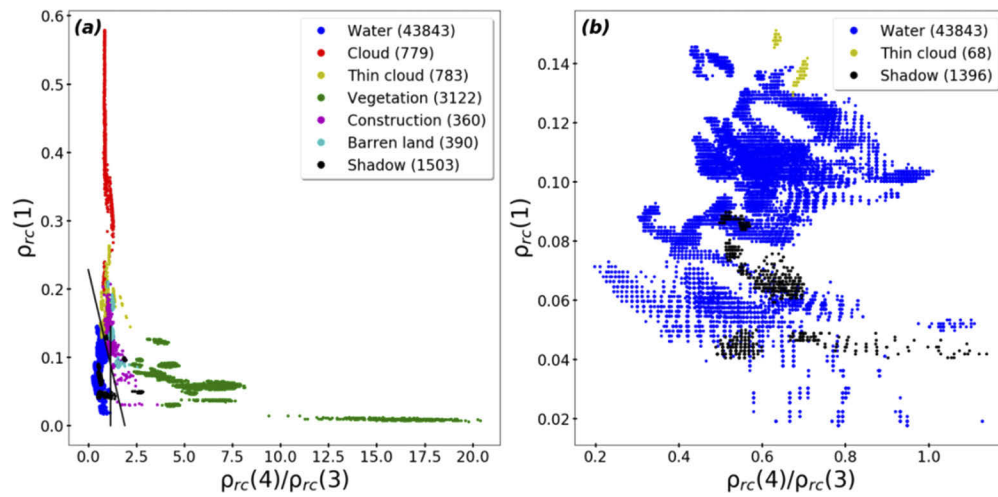 (a)
Water (43843)
Cloud (779)
Thin cloud (783)
Vegetation (3122)
Construction (360)
Barren land (390)
Shadow (1503)
0.6
0.5
0.4
0.3
0.2
0.1
0.0
ρrc(1)
0.0 2.5 5.0 7.5 10.0 12.5 15.0 17.5 20.0
ρrc(4)/ρrc(3)
(b)
Water (43843)
Thin cloud (68)
Shadow (1396)
0.14
0.12
0.10
0.08
0.06
0.04
0.02
ρrc(1)
0.2 0.4 0.6 0.8 1.0
ρrc(4)/ρrc(3)